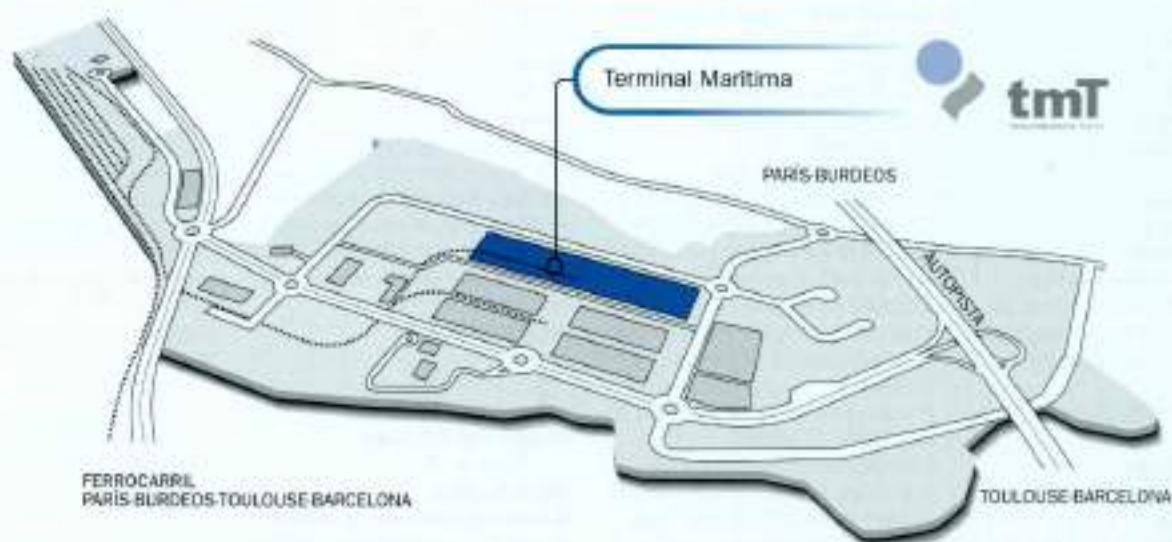 Terminal Marítima
tmT
PARÍS-BURDEOS
AUTOPISTA
FERROCARRIL
PARÍS-BURDEOS-TOULOUSE-BARCELONA
TOULOUSE-BARCELONA